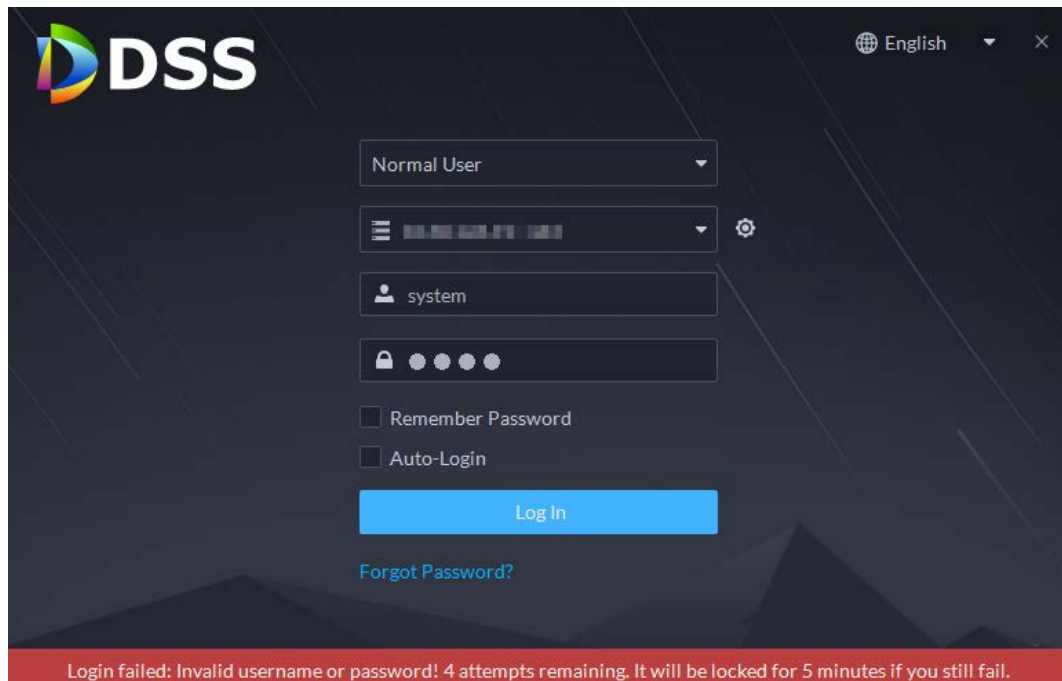 DSS
English
Normal User
system
Remember Password
Auto-Login
Log In
Forgot Password?
Login failed: Invalid username or password! 4 attempts remaining. It will be locked for 5 minutes if you still fail.